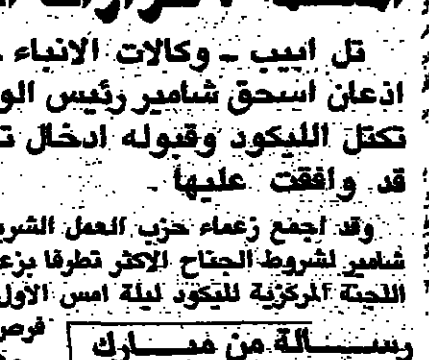 تل ابيب - وكالات الانباء -
اذعان اسحق شامير رئيس الو
تكتل الليكود وقبوله ادخال ت
قد وافقت عليها .
وقد اجمع زعماء حزب العمل الشر
شامير لشروط الجناح الاكثر تطرفا بزع
اللجنة المركزية لليكود ليلة امس الاول
قرص
رسالة من مبارك